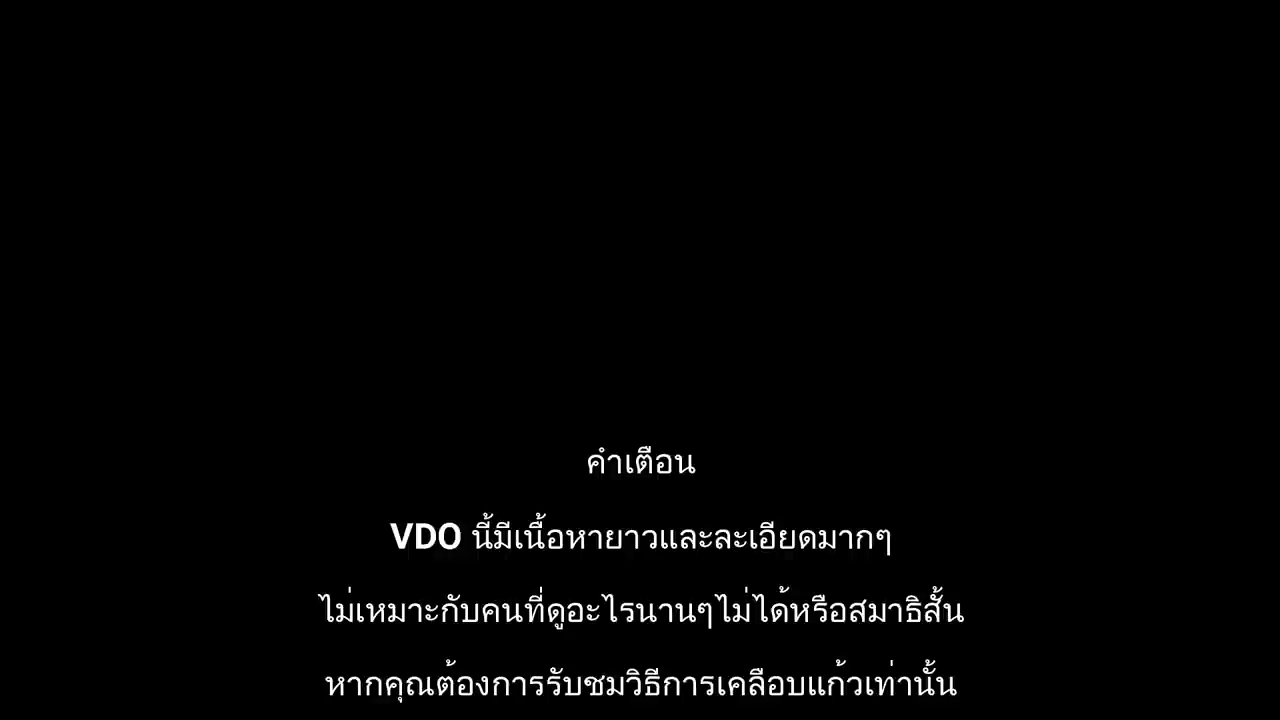 คำเตือน
VDO นี้มีเนื้อหายาวและละเอียดมากๆ
ไม่เหมาะกับคนที่ดูอะไรนานๆไม่ได้หรือสมาธิสั้น
หากคุณต้องการรับชมวิธีการเคลือบแก้วเท่านั้น